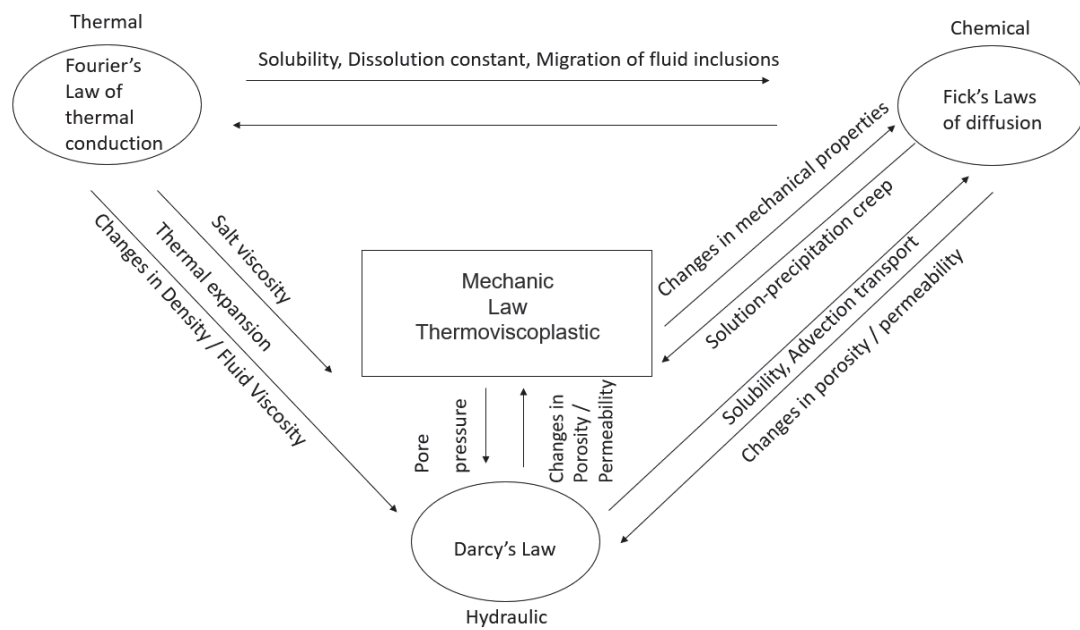 Thermal
Chemical
Fourier's
Law of
thermal
conduction
Solubility, Dissolution constant, Migration of fluid inclusions
Fick's Laws
of diffusion
Salt viscosity
Thermal expansion
Changes in Density / Fluid Viscosity
Mechanic
Law
Thermoviscoplastic
Changes in mechanical properties
Solution-precipitation creep
Solubility, Advection transport
Changes in porosity / permeability
Pore
pressure
Changes in
Porosity /
Permeability
Darcy's Law
Hydraulic